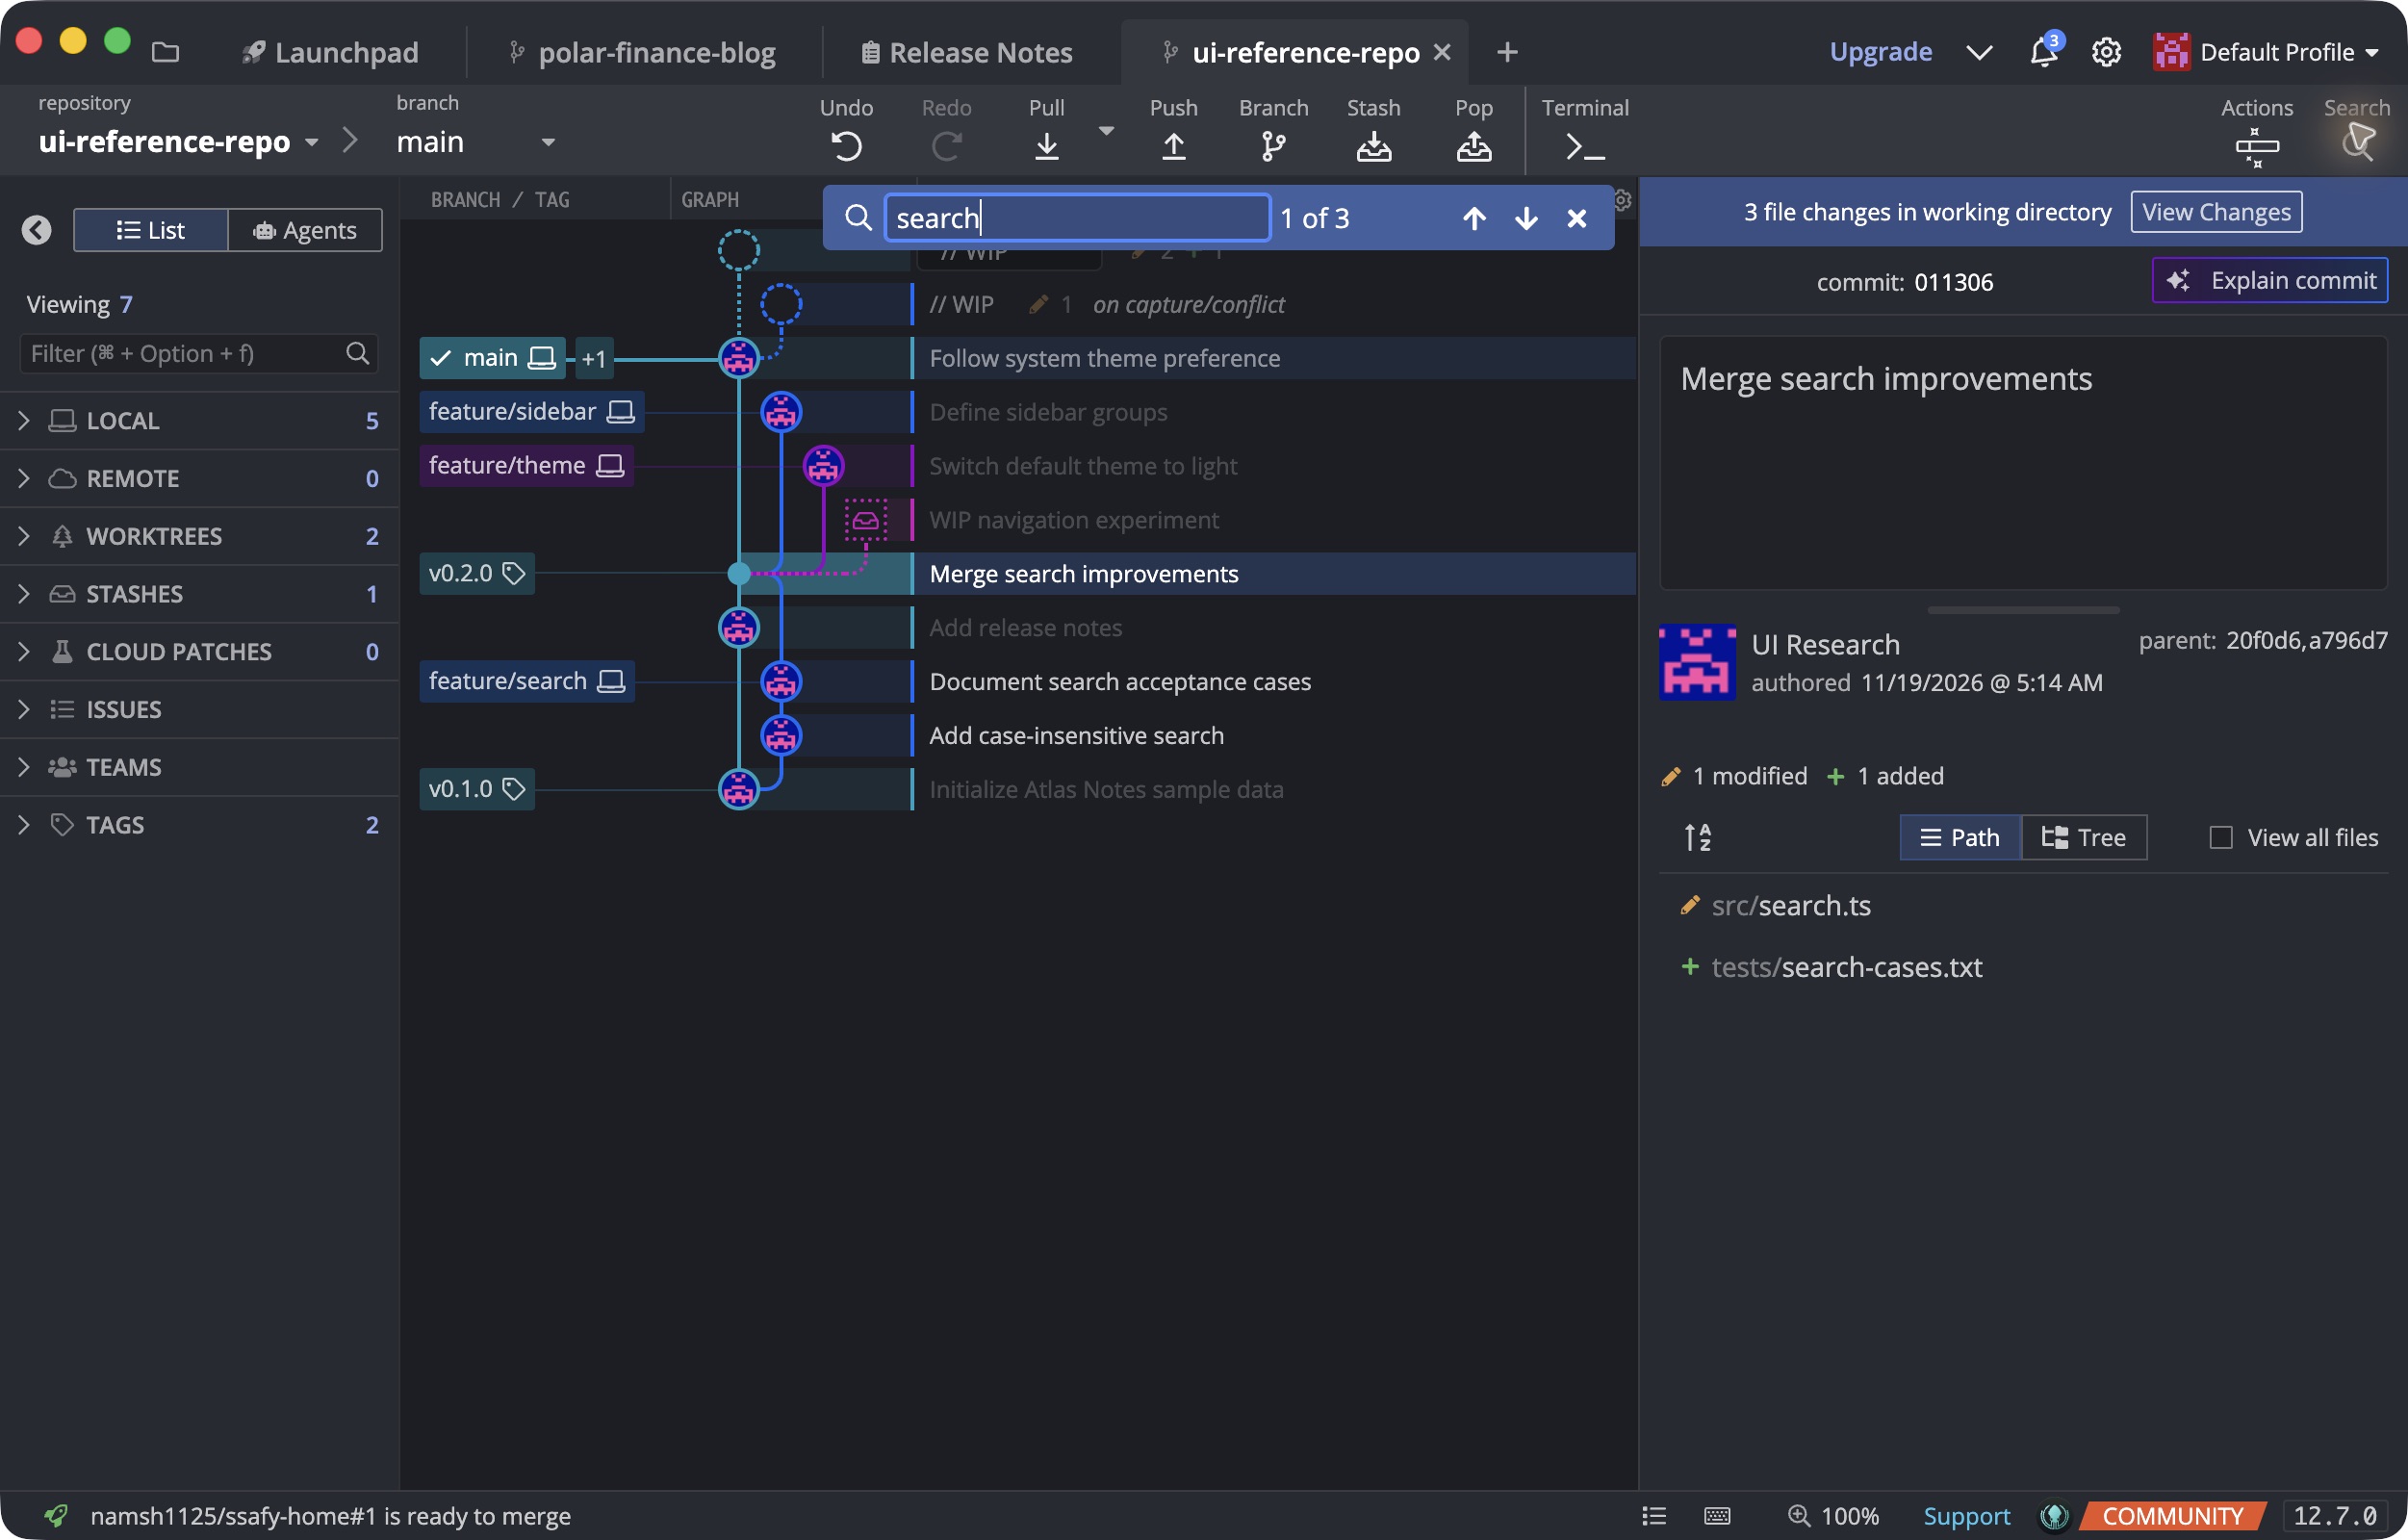 Launchpad
polar-finance-blog
Release Notes
ui-reference-repo
Upgrade
3
Default Profile
repository
ui-reference-repo
branch
main
Undo
Redo
Pull
Push
Branch
Stash
Pop
Terminal
Actions
Search
List
Agents
Viewing 7
Filter (⌘ + Option + f)
LOCAL 5
REMOTE 0
WORKTREES 2
STASHES 1
CLOUD PATCHES 0
ISSUES
TEAMS
TAGS 2
BRANCH / TAG
GRAPH
search
1 of 3
// WIP 2 + 1
// WIP 1 on capture/conflict
main +1 Follow system theme preference
feature/sidebar Define sidebar groups
feature/theme Switch default theme to light
WIP navigation experiment
v0.2.0 Merge search improvements
Add release notes
feature/search Document search acceptance cases
Add case-insensitive search
v0.1.0 Initialize Atlas Notes sample data
3 file changes in working directory
View Changes
commit: 011306
Explain commit
Merge search improvements
UI Research
authored 11/19/2026 @ 5:14 AM
parent: 20f0d6,a796d7
1 modified + 1 added
Path
Tree
View all files
src/search.ts
+ tests/search-cases.txt
namsh1125/ssafy-home#1 is ready to merge
100%
Support
COMMUNITY
12.7.0